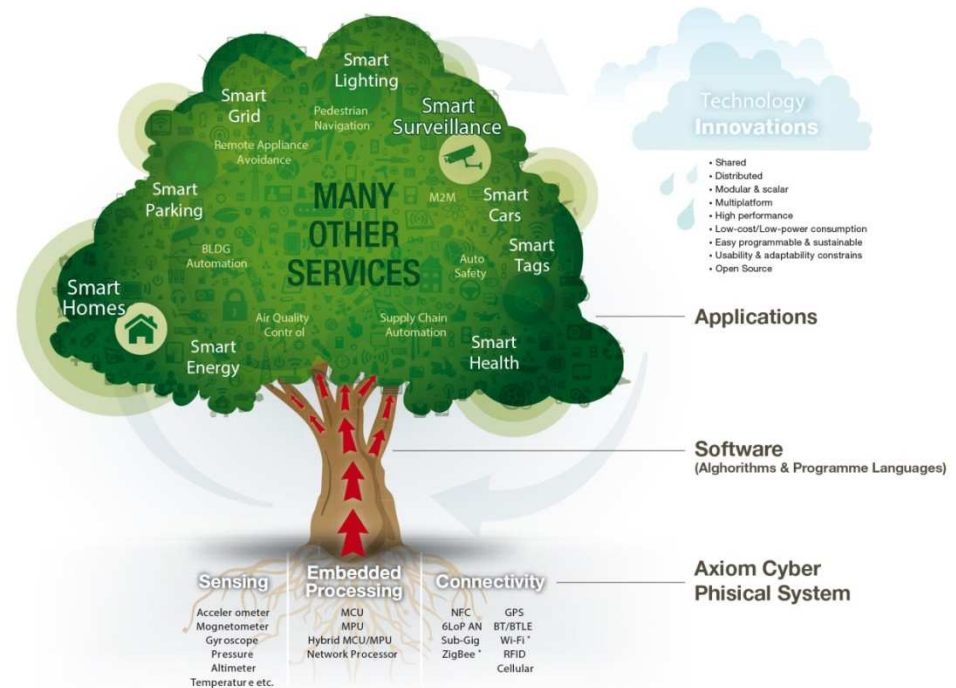 Smart
Lighting
Smart
Grid
Pedestrian
Navigation
Smart
Surveillance
Remote Appliance
Avoidance
Smart
Parking
MANY
OTHER
SERVICES
M2M
Smart
Cars
BLDG
Automation
Auto
Safety
Smart
Tags
Smart
Homes
Air Quality
Contr ol
Supply Chain
Automation
Smart
Energy
Smart
Health
Technology
Innovations
• Shared
• Distributed
• Modular & scalar
• Multiplatform
• High performance
• Low-cost/Low-power consumption
• Easy programmable & sustainable
• Usability & adaptability constrains
• Open Source
Applications
Software
(Alghorithms & Programme Languages)
Axiom Cyber
Phisical System
Sensing
Acceler ometer
Mognetometer
Gyroscope
Pressure
Altimeter
Temperatur e etc.
Embedded
Processing
MCU
MPU
Hybrid MCU/MPU
Network Processor
Connectivity
NFC GPS
6LoP AN BT/BTLE
Sub-Gig Wi-Fi *
ZigBee * RFID
Cellular